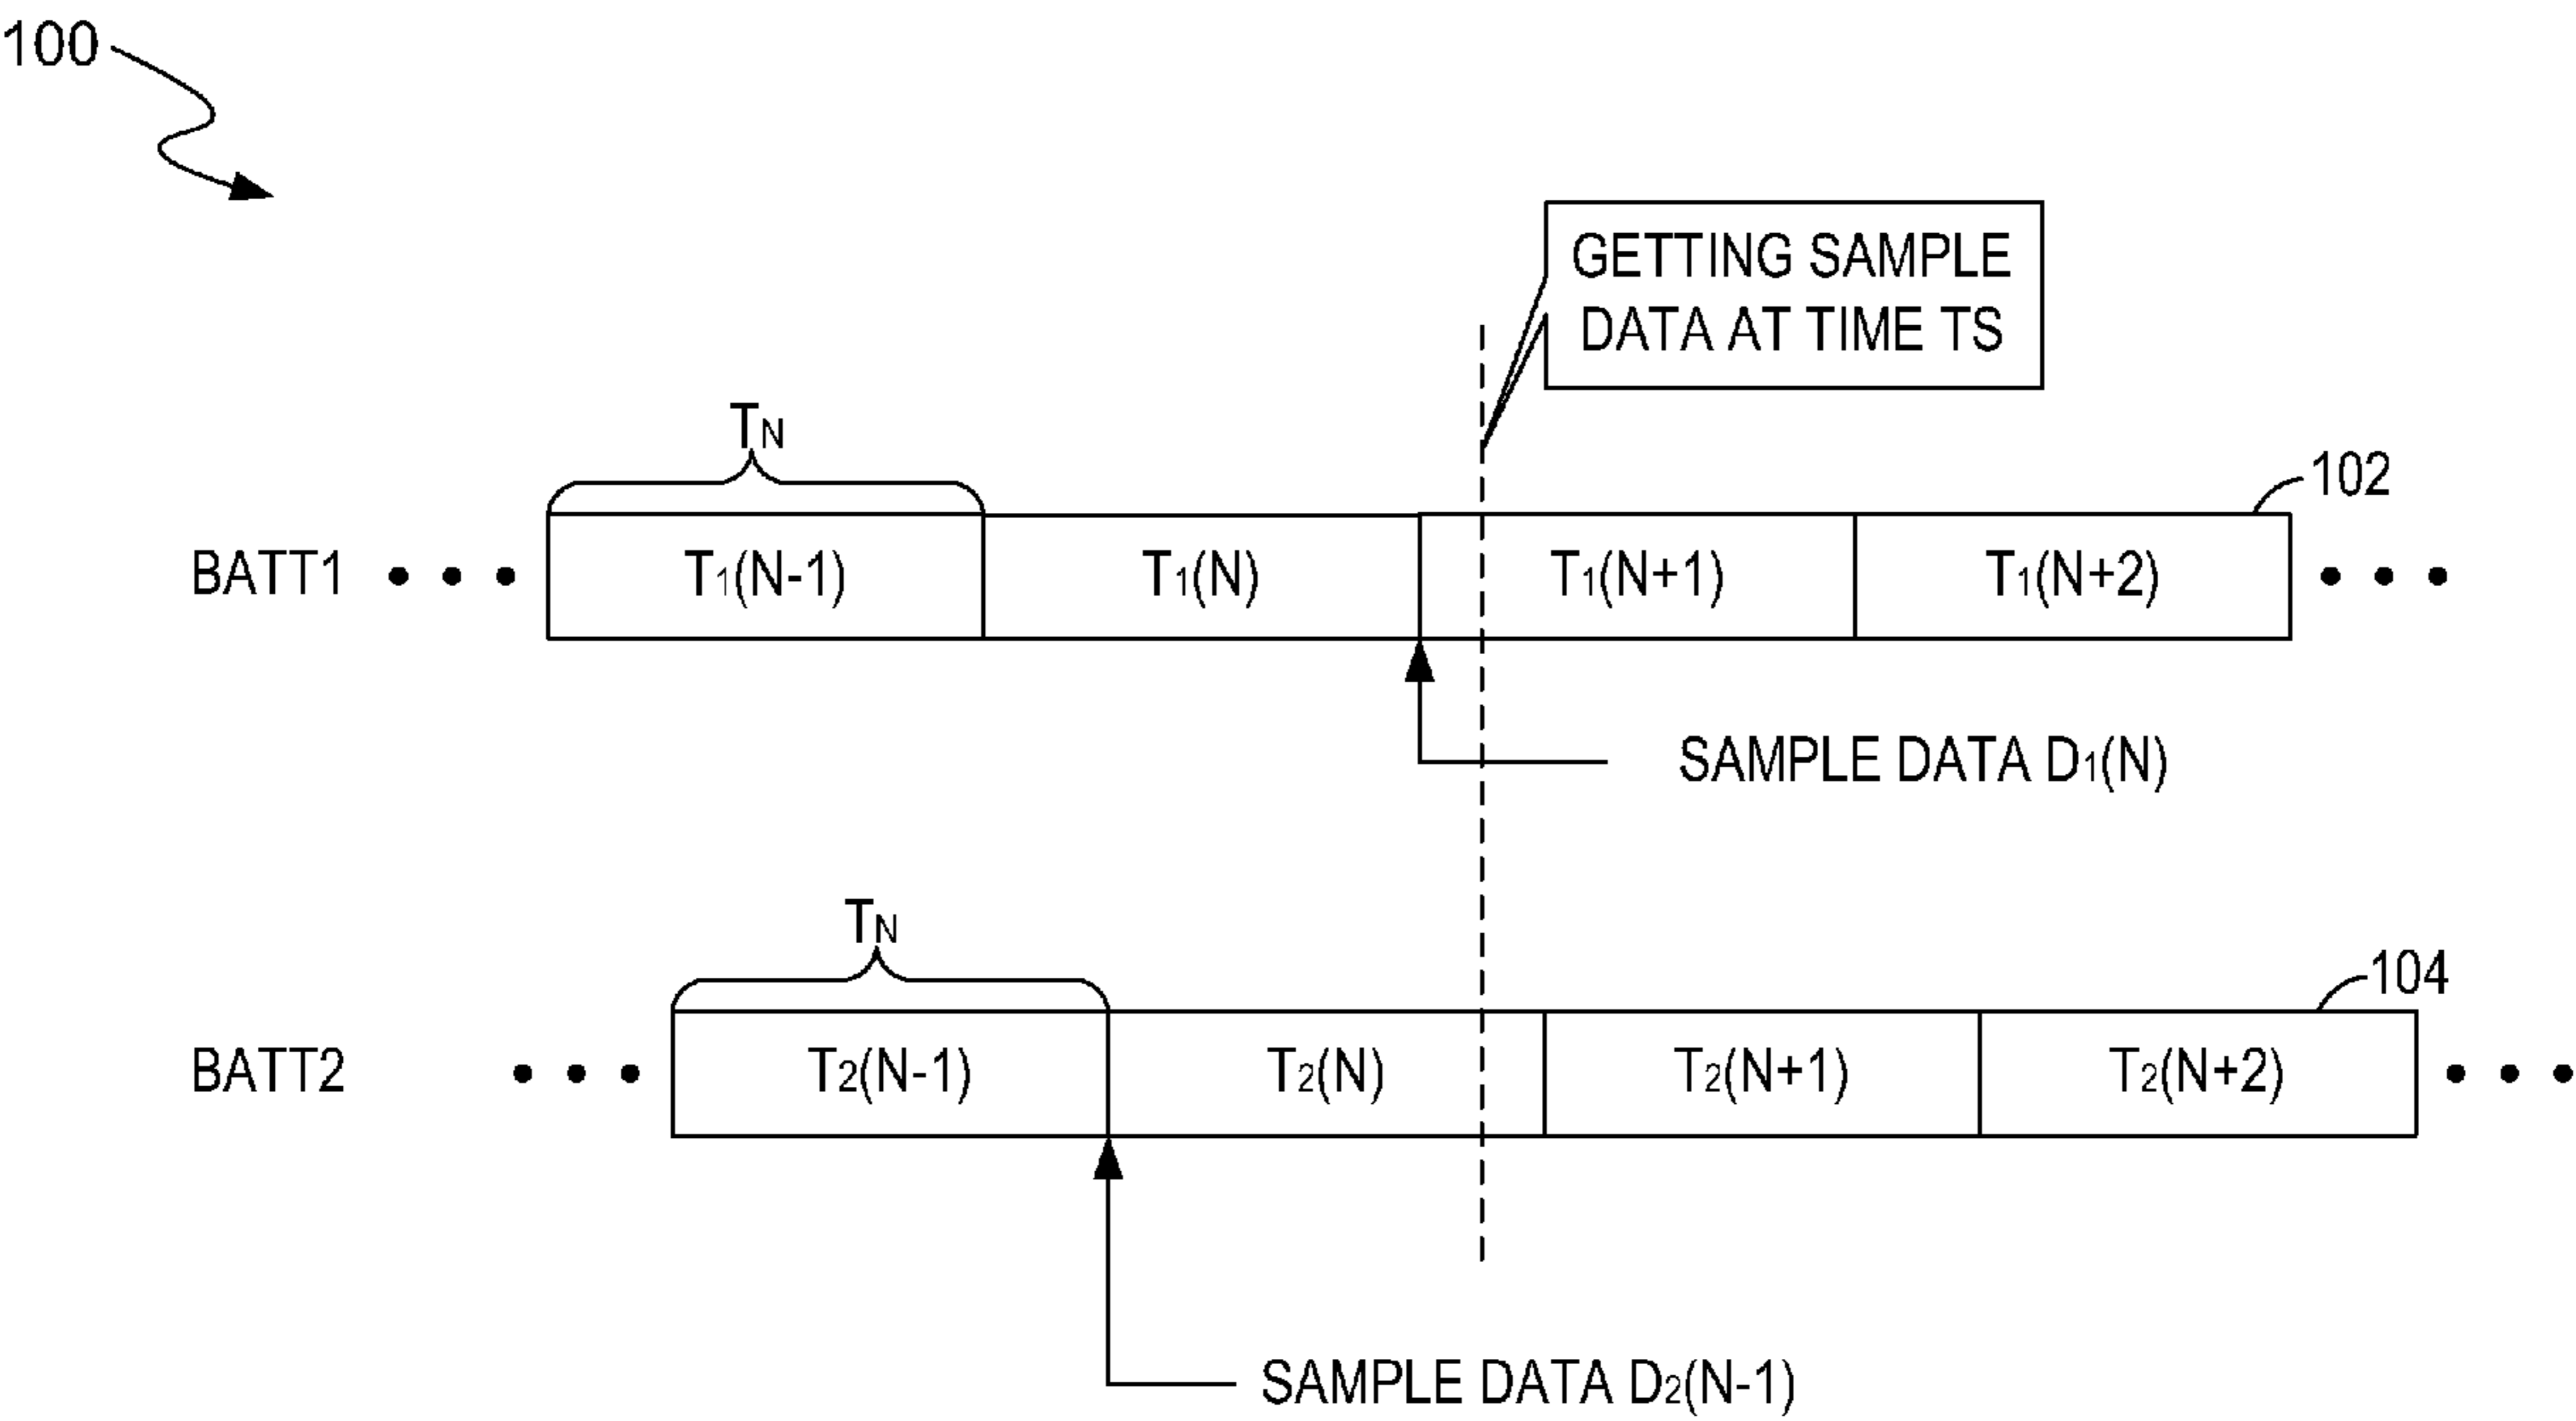 100
GETTING SAMPLE
DATA AT TIME TS
TN
102
BATT1 • • • T1(N-1) T1(N) T1(N+1) T1(N+2) • • •
SAMPLE DATA D1(N)
TN
104
BATT2 • • • T2(N-1) T2(N) T2(N+1) T2(N+2) • • •
SAMPLE DATA D2(N-1)